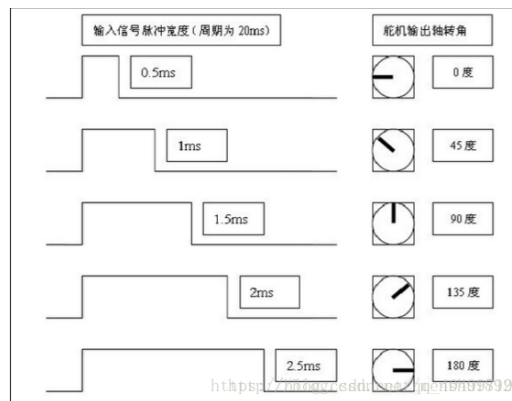 输入信号脉冲宽度（周期为20ms）
舵机输出轴转角
0.5ms
0度
1ms
45度
1.5ms
90度
2ms
135度
2.5ms
180度